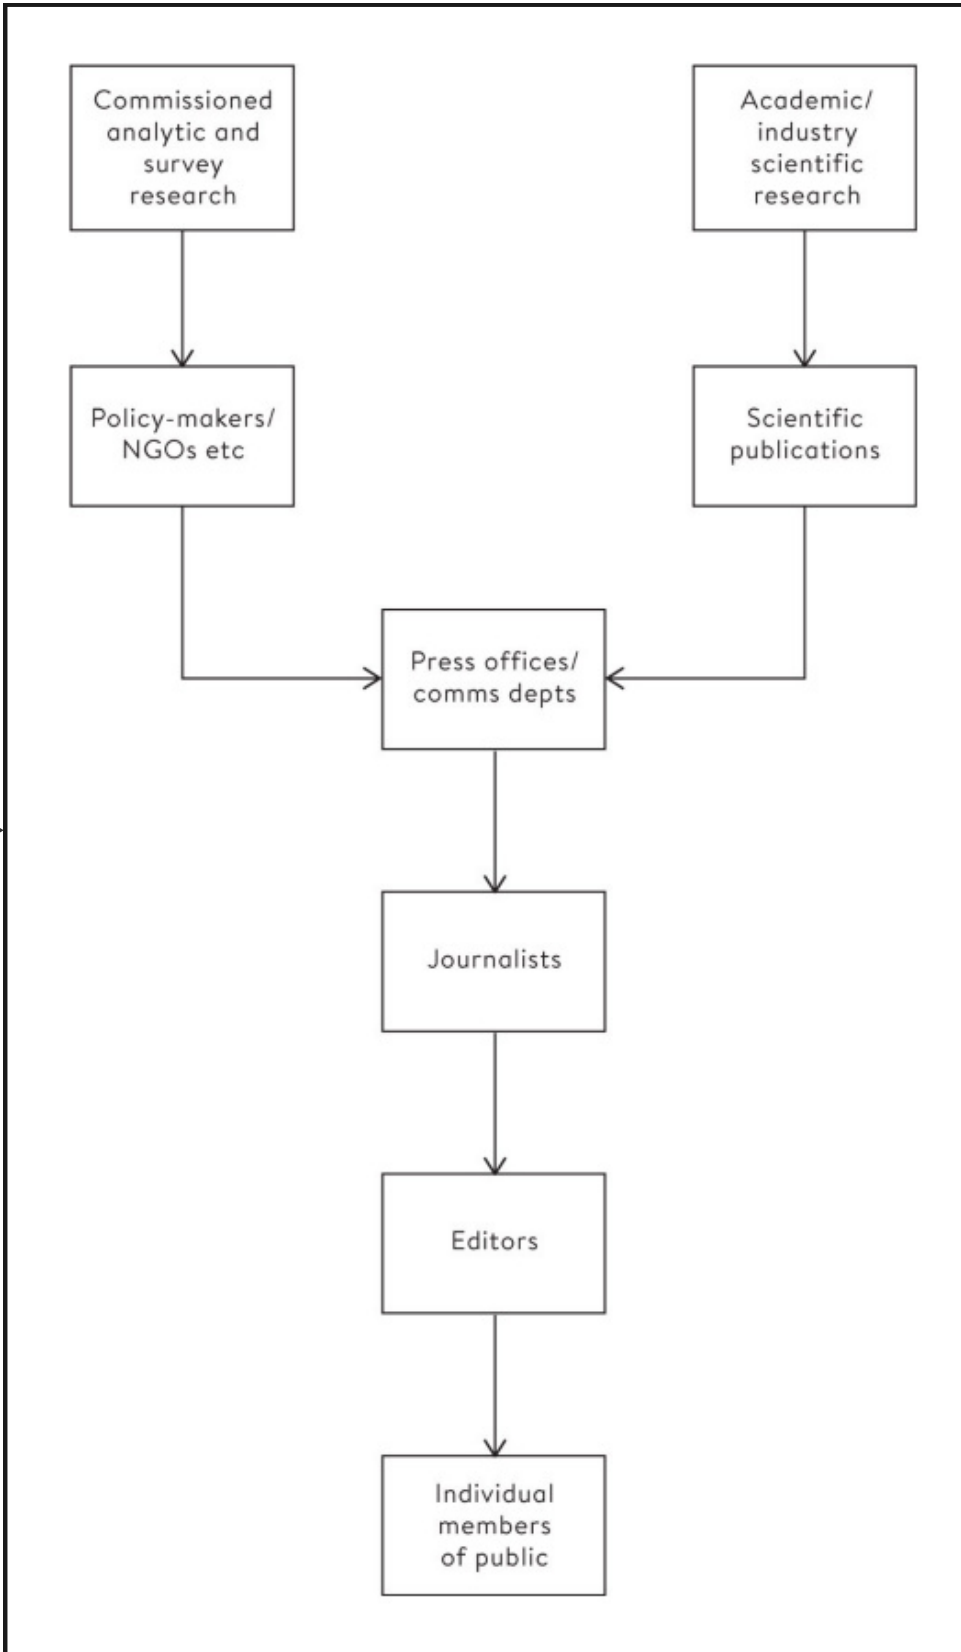 Commissioned
analytic and
survey
research
Academic/
industry
scientific
research
Policy-makers/
NGOs etc
Scientific
publications
Press offices/
comms depts
Journalists
Editors
Individual
members
of public